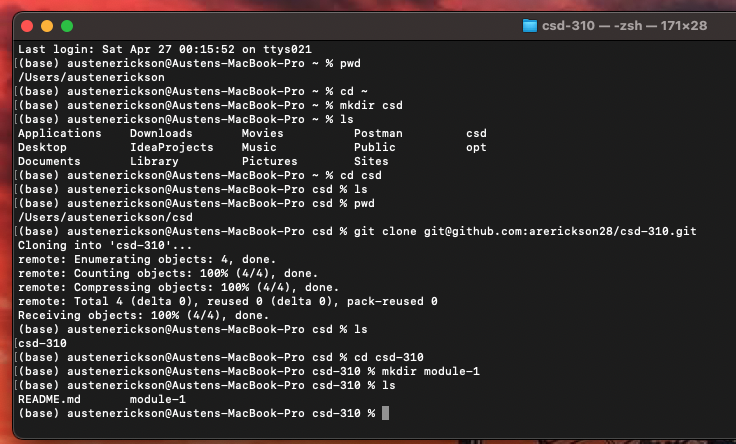 csd-310 — -zsh — 171×28
Last login: Sat Apr 27 00:15:52 on ttys021
[(base) austenerickson@Austens-MacBook-Pro ~ % pwd
/Users/austenerickson
[(base) austenerickson@Austens-MacBook-Pro ~ % cd ~
[(base) austenerickson@Austens-MacBook-Pro ~ % mkdir csd
[(base) austenerickson@Austens-MacBook-Pro ~ % ls
Applications    Downloads       Movies          Postman         csd
Desktop         IdeaProjects    Music           Public          opt
Documents       Library         Pictures        Sites
[(base) austenerickson@Austens-MacBook-Pro ~ % cd csd
[(base) austenerickson@Austens-MacBook-Pro csd % ls
[(base) austenerickson@Austens-MacBook-Pro csd % pwd
/Users/austenerickson/csd
[(base) austenerickson@Austens-MacBook-Pro csd % git clone git@github.com:arerickson28/csd-310.git
Cloning into 'csd-310'...
remote: Enumerating objects: 4, done.
remote: Counting objects: 100% (4/4), done.
remote: Compressing objects: 100% (4/4), done.
remote: Total 4 (delta 0), reused 0 (delta 0), pack-reused 0
Receiving objects: 100% (4/4), done.
(base) austenerickson@Austens-MacBook-Pro csd % ls
csd-310
[(base) austenerickson@Austens-MacBook-Pro csd % cd csd-310
[(base) austenerickson@Austens-MacBook-Pro csd-310 % mkdir module-1
[(base) austenerickson@Austens-MacBook-Pro csd-310 % ls
README.md       module-1
(base) austenerickson@Austens-MacBook-Pro csd-310 %